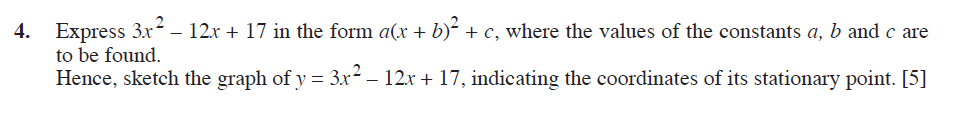 4. Express 3x² – 12x + 17 in the form a(x + b)² + c, where the values of the constants a, b and c are
to be found.
Hence, sketch the graph of y = 3x² – 12x + 17, indicating the coordinates of its stationary point. [5]